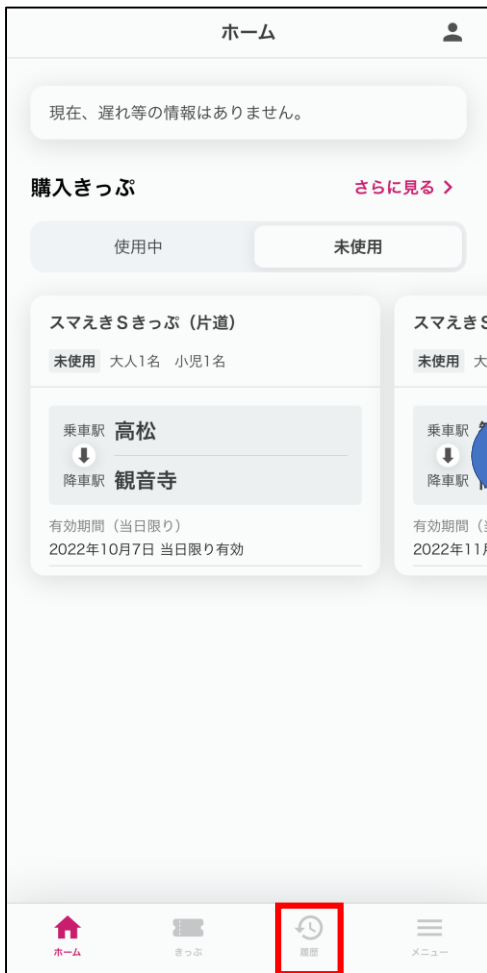 ホーム
現在、遅れ等の情報はありません。
購入きっぷ さらに見る
使用中 未使用
スマえきSきっぷ（片道）
未使用 大人1名 小児1名
乗車駅 高松
降車駅 観音寺
有効期間（当日限り）
2022年10月7日 当日限り有効
スマえきS
未使用 大
乗車駅
降車駅
有効期間（
2022年11
ホーム きっぷ 履歴 メニュー